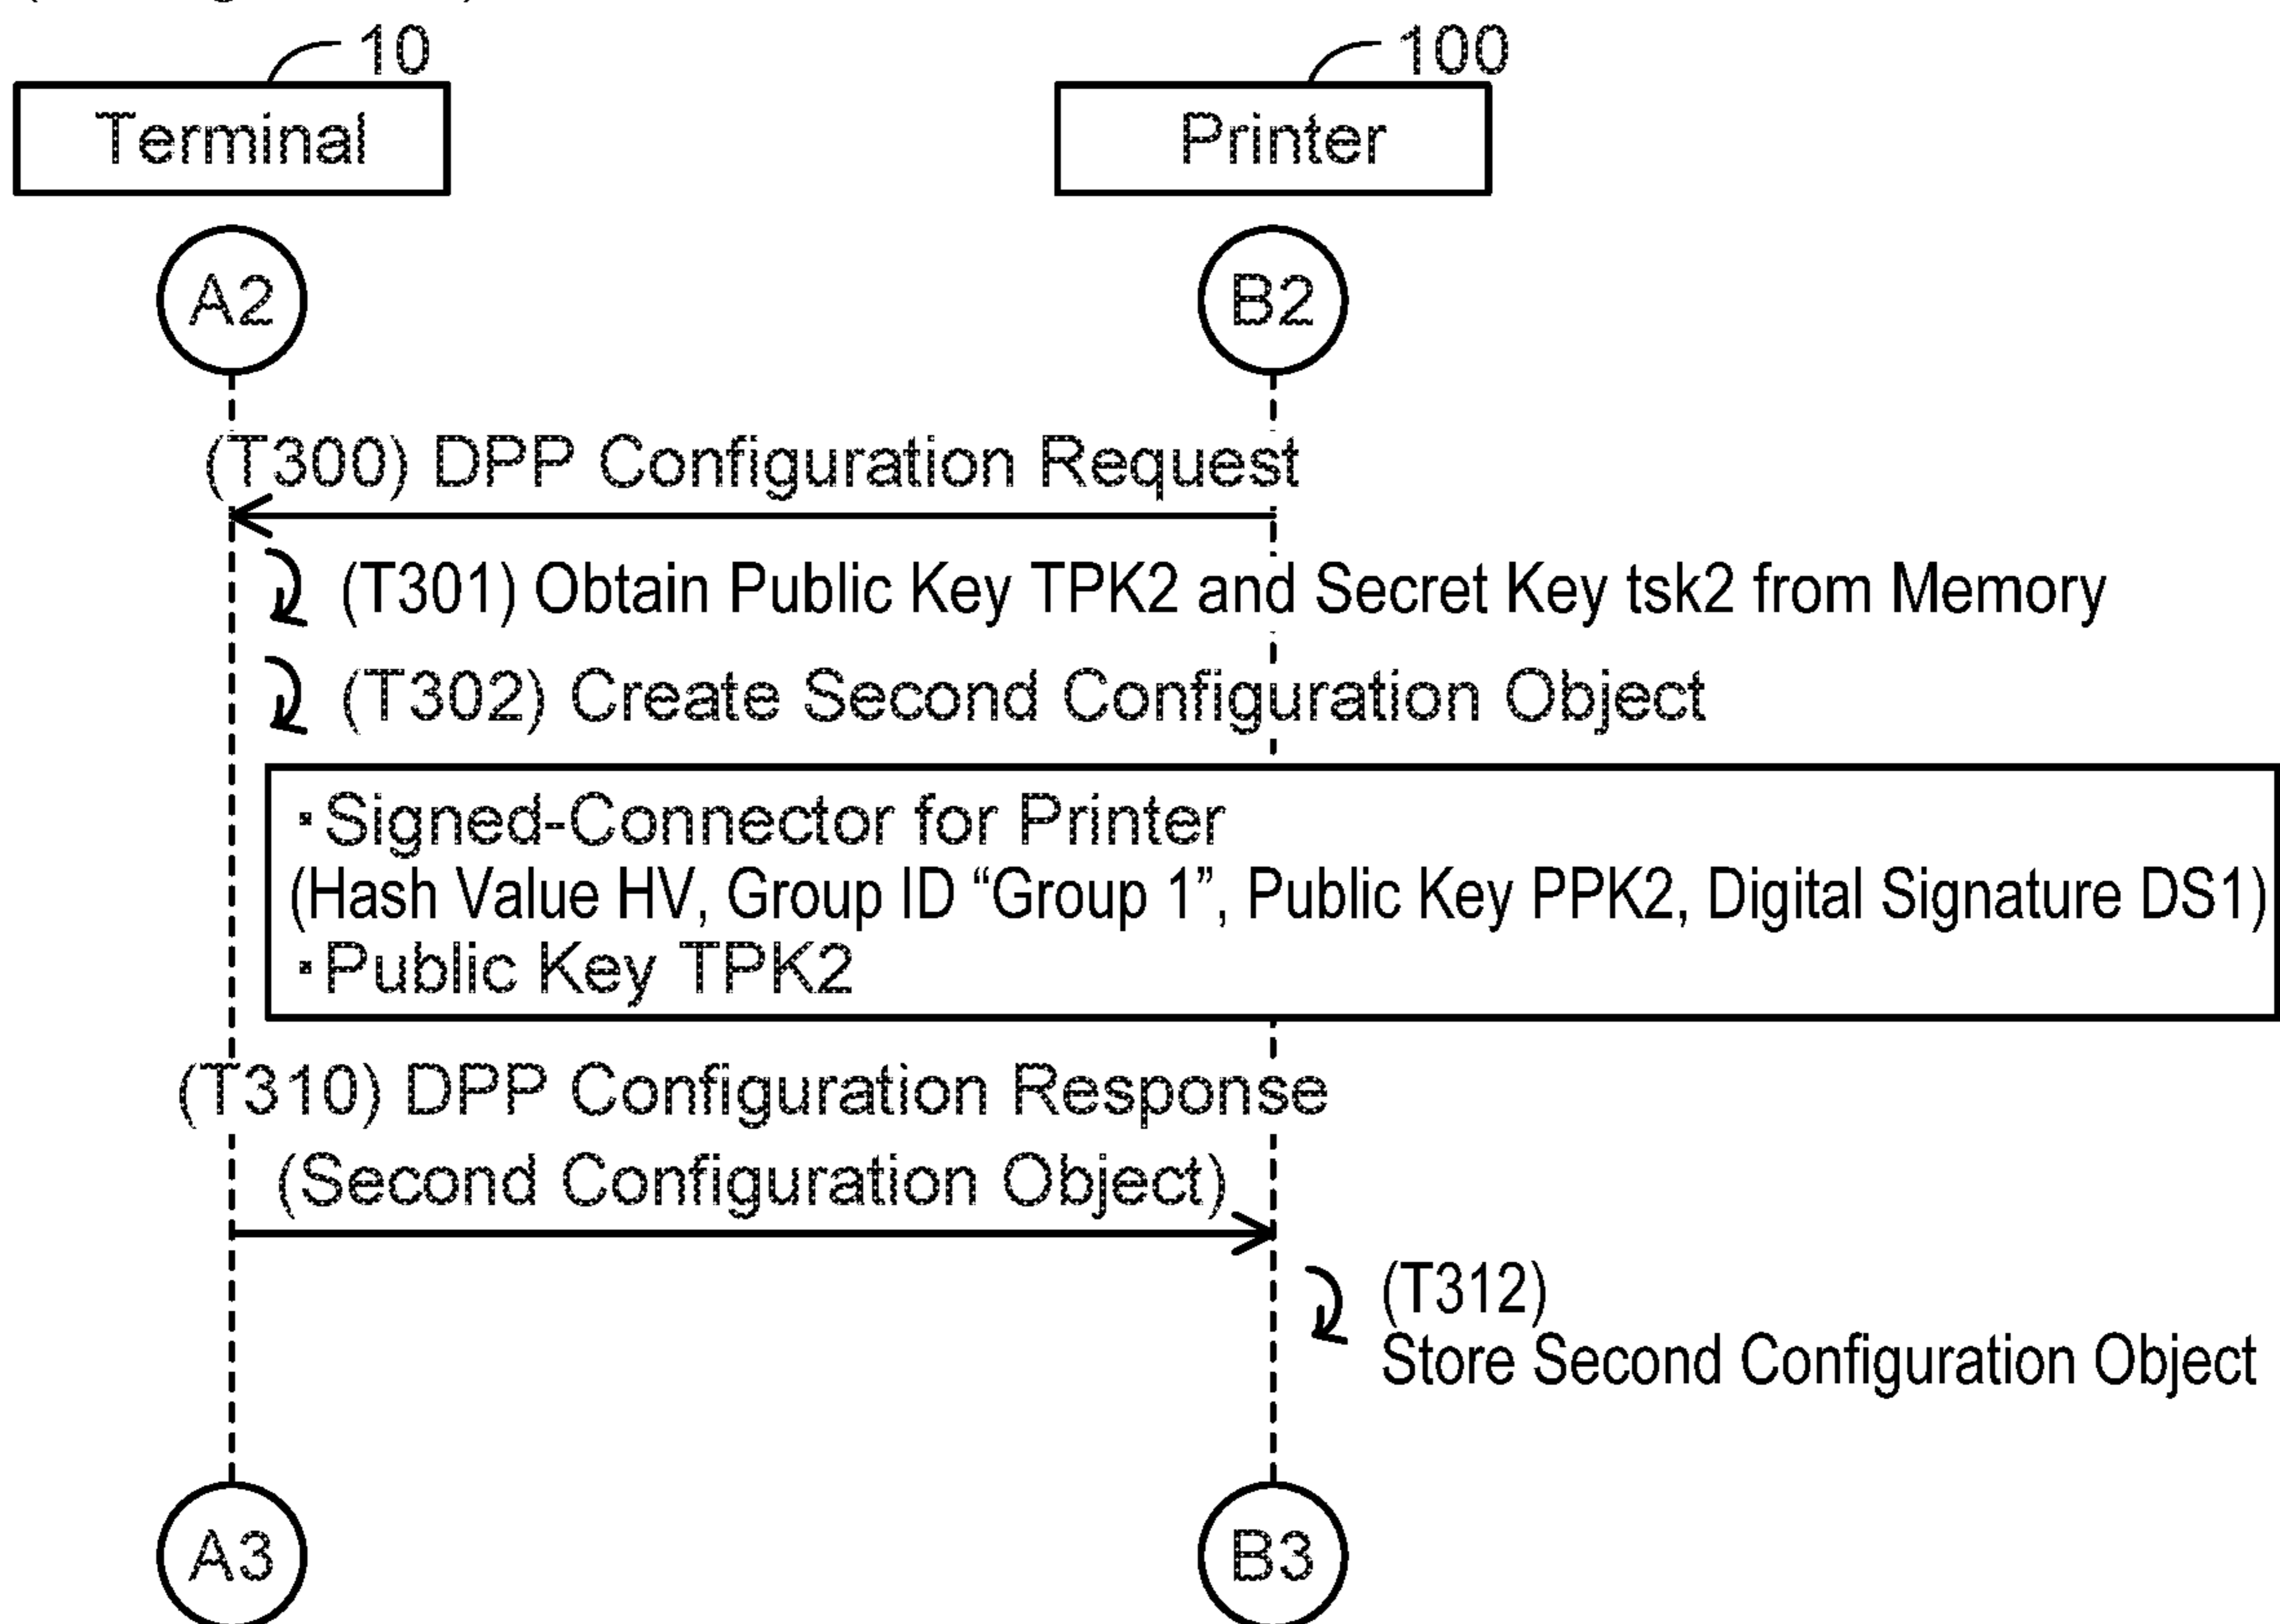 10
100
Terminal
Printer
A2
B2
(T300) DPP Configuration Request
(T301) Obtain Public Key TPK2 and Secret Key tsk2 from Memory
(T302) Create Second Configuration Object
・Signed-Connector for Printer
(Hash Value HV, Group ID “Group 1”, Public Key PPK2, Digital Signature DS1)
・Public Key TPK2
(T310) DPP Configuration Response
(Second Configuration Object)
(T312)
Store Second Configuration Object
A3
B3